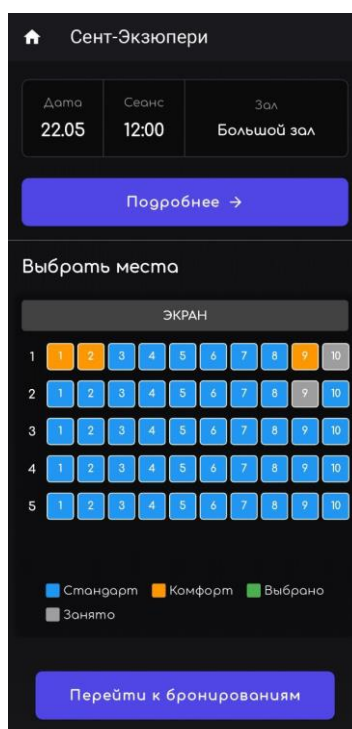 Сент-Экзюпери
Дата Сеанс Зал
22.05 12:00 Большой зал
Подробнее →
Выбрать места
ЭКРАН
1 1 2 3 4 5 6 7 8 9 10
2 1 2 3 4 5 6 7 8 9 10
3 1 2 3 4 5 6 7 8 9 10
4 1 2 3 4 5 6 7 8 9 10
5 1 2 3 4 5 6 7 8 9 10
Стандарт Комфорт Выбрано
Занято
Перейти к бронированиям